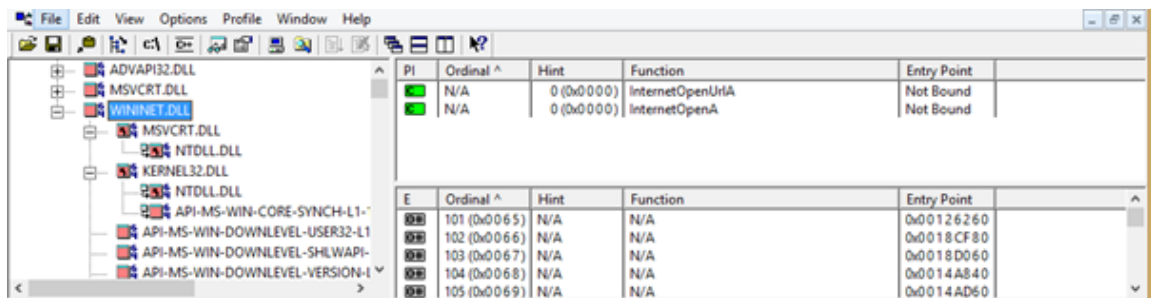 File Edit View Options Profile Window Help
c:\ C++
ADVAPI32.DLL
MSVCRT.DLL
WININET.DLL
MSVCRT.DLL
NTDLL.DLL
KERNEL32.DLL
NTDLL.DLL
API-MS-WIN-CORE-SYNCH-L1-
API-MS-WIN-DOWNLEVEL-USER32-L1
API-MS-WIN-DOWNLEVEL-SHLWAPI-
API-MS-WIN-DOWNLEVEL-VERSION-L
PI Ordinal ^ Hint Function Entry Point
C N/A 0 (0x0000) InternetOpenUrlA Not Bound
C N/A 0 (0x0000) InternetOpenA Not Bound
E Ordinal ^ Hint Function Entry Point
101 (0x0065) N/A N/A 0x00126260
102 (0x0066) N/A N/A 0x0018CF80
103 (0x0067) N/A N/A 0x0018D060
104 (0x0068) N/A N/A 0x0014A840
105 (0x0069) N/A N/A 0x0014AD60